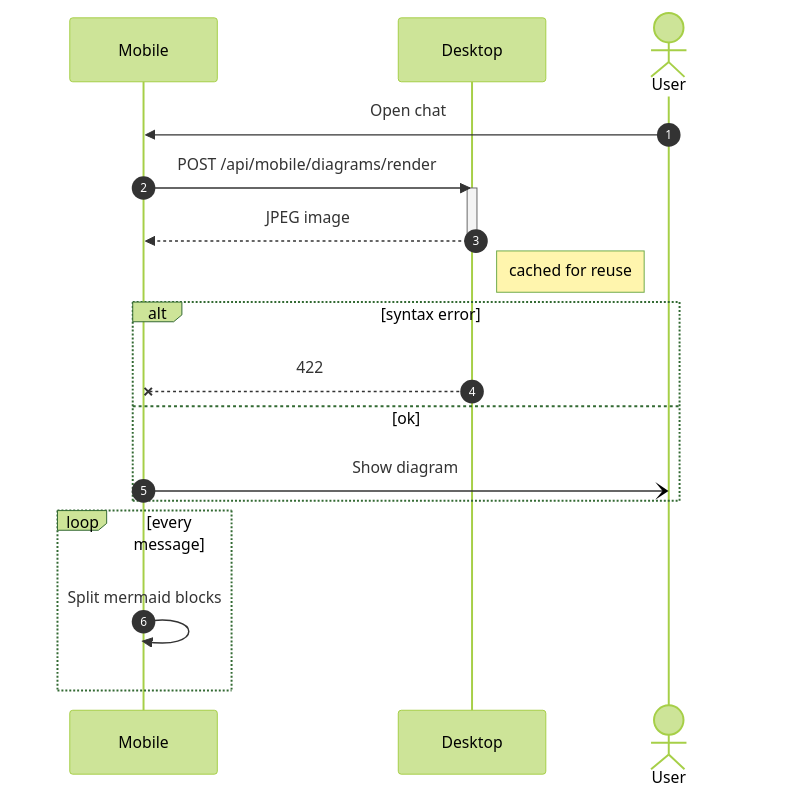 Mobile
Desktop
User
Open chat
1
POST /api/mobile/diagrams/render
2
JPEG image
3
cached for reuse
alt
[syntax error]
422
4
[ok]
Show diagram
5
loop
[every
message]
Split mermaid blocks
6
Mobile
Desktop
User